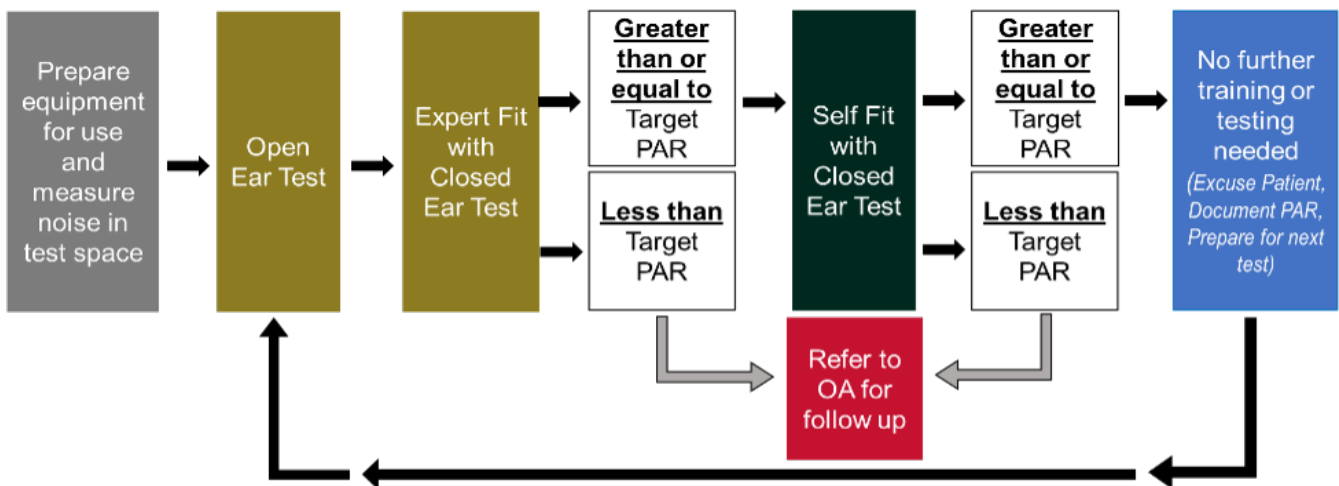 Prepare
equipment
for use
and
measure
noise in
test space
Open
Ear Test
Expert Fit
with
Closed
Ear Test
Greater
than or
equal to
Target
PAR
Less than
Target
PAR
Self Fit
with
Closed
Ear Test
Greater
than or
equal to
Target
PAR
Less than
Target
PAR
No further
training or
testing
needed
(Excuse Patient,
Document PAR,
Prepare for next
test)
Refer to
OA for
follow up